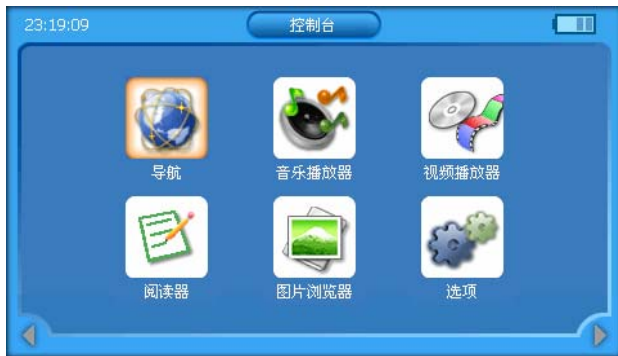 23:19:09
控制台
导航
音乐播放器
视频播放器
阅读器
图片浏览器
选项